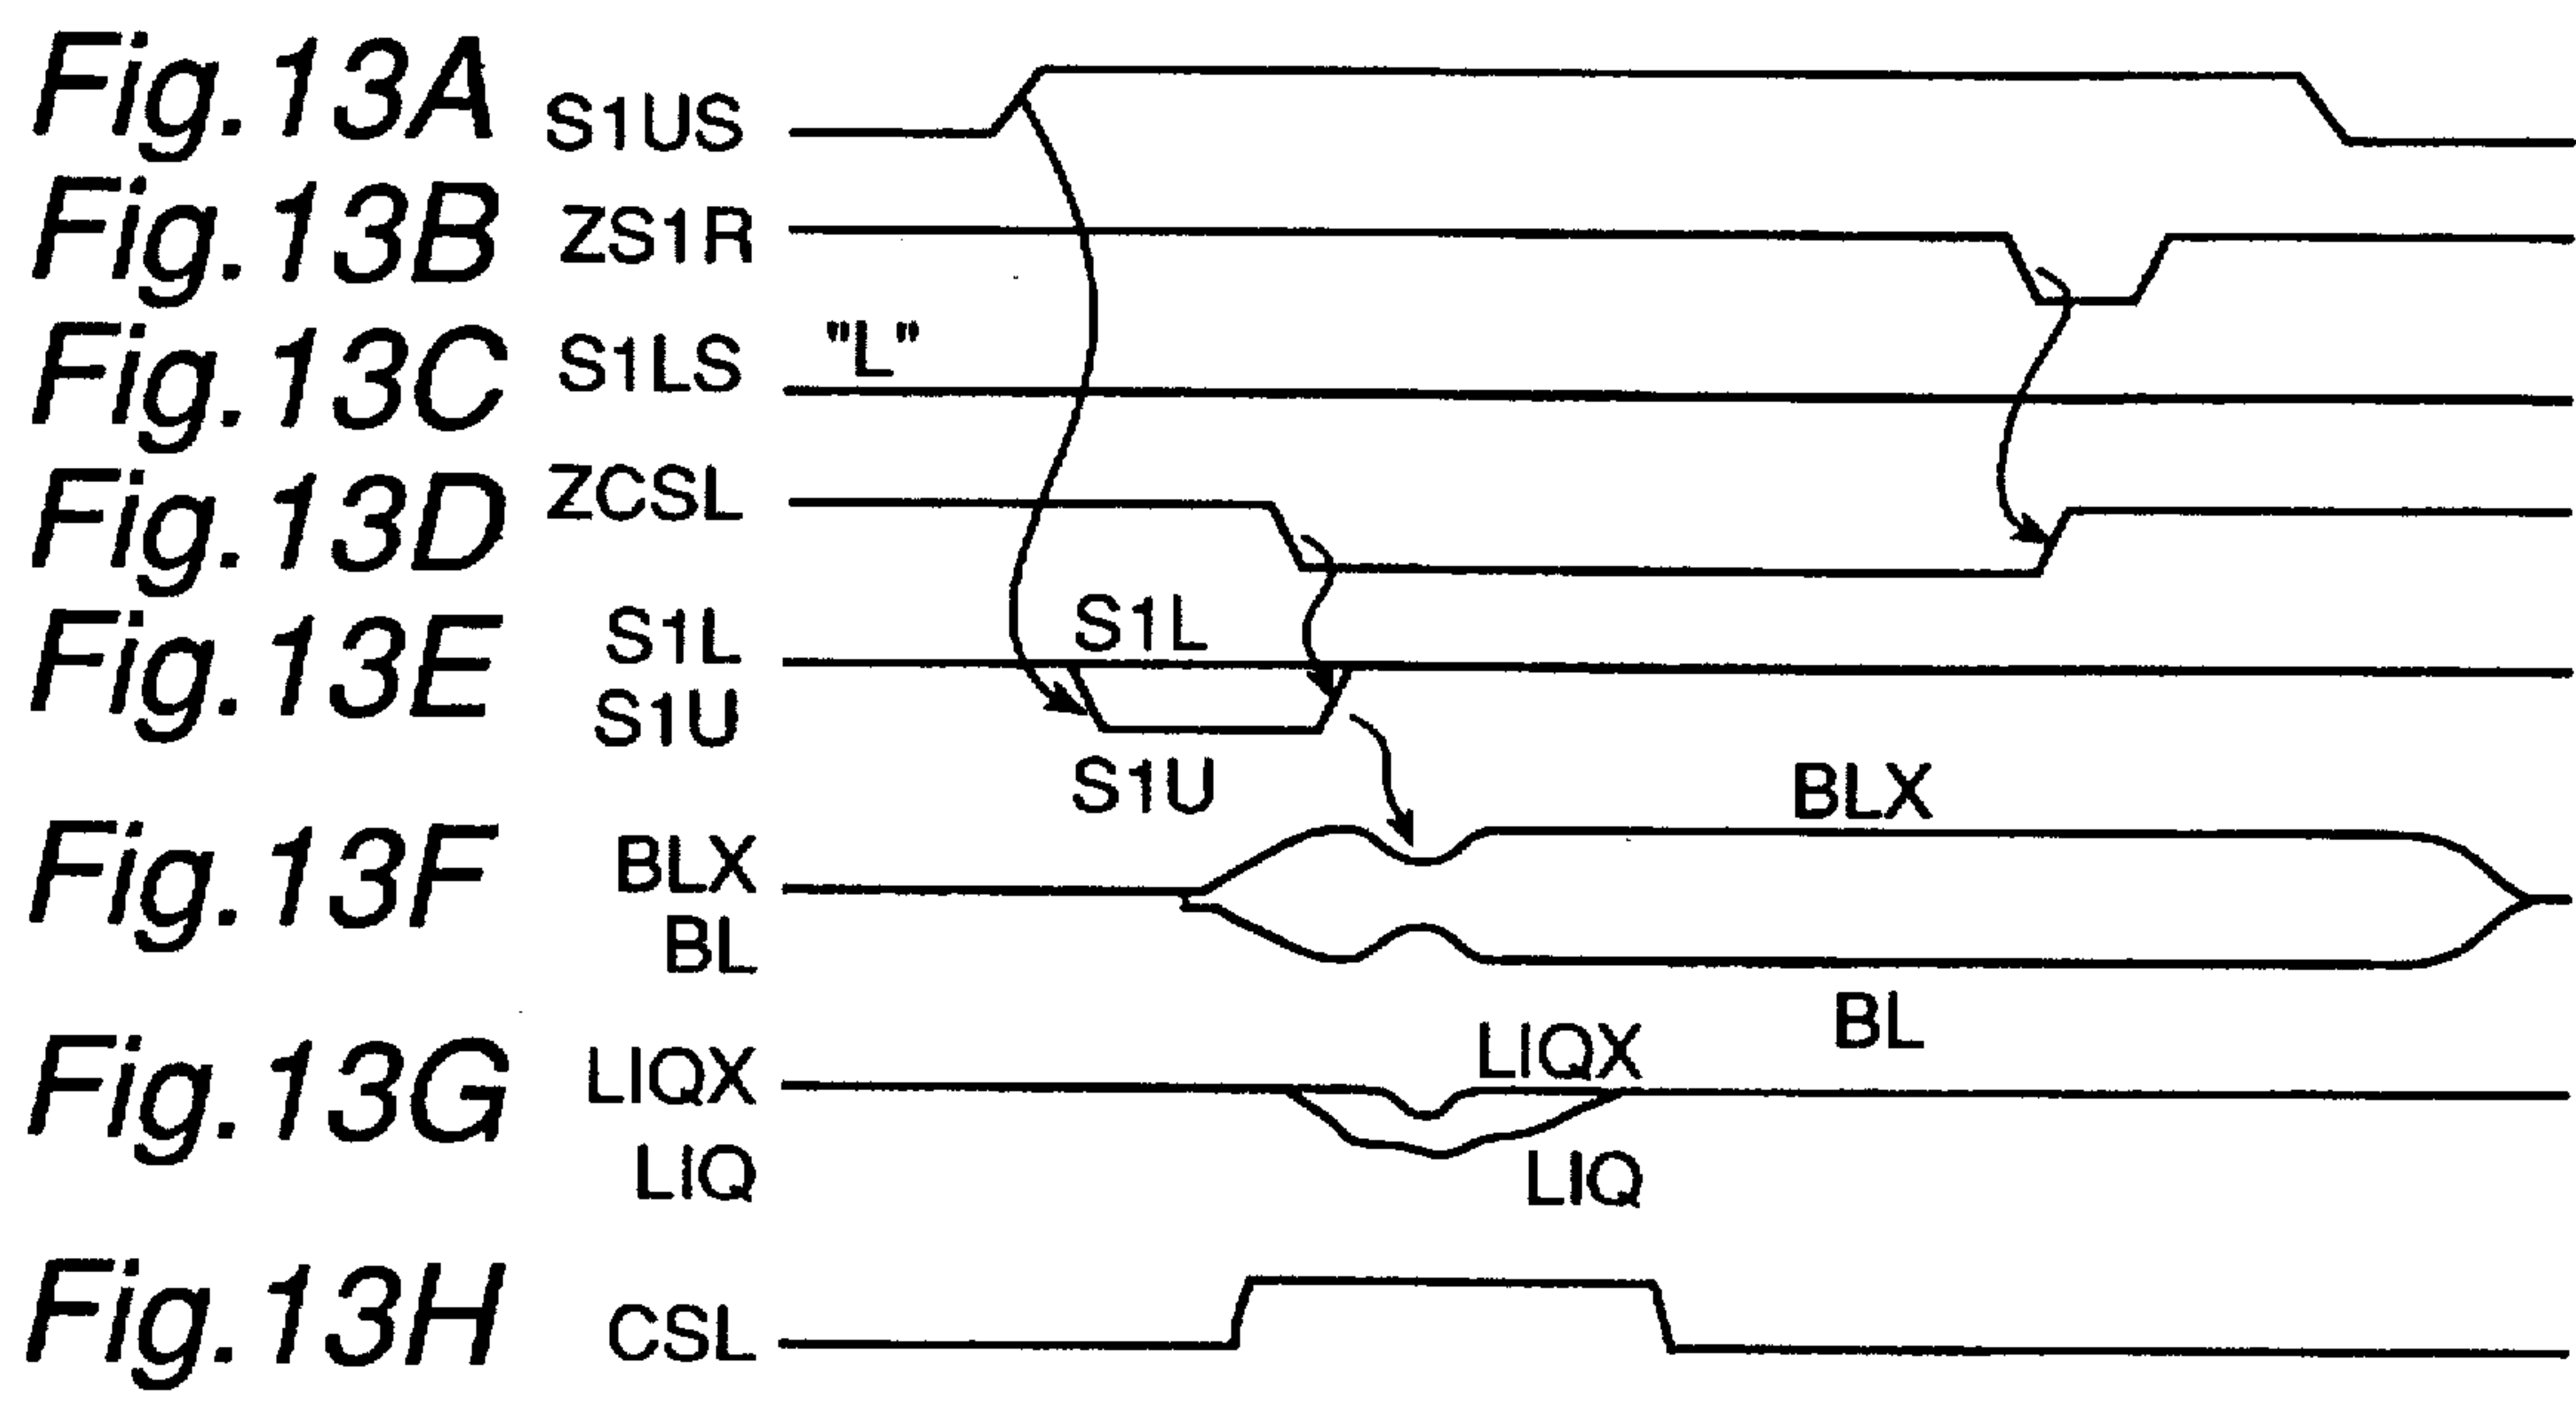 Fig.13A S1US
Fig.13B ZS1R
Fig.13C S1LS "L"
Fig.13D ZCSL
Fig.13E S1L S1L
S1U
S1U
BLX
Fig.13F BLX
BL
BL
Fig.13G LIQX LIQX
LIQ LIQ
Fig.13H CSL